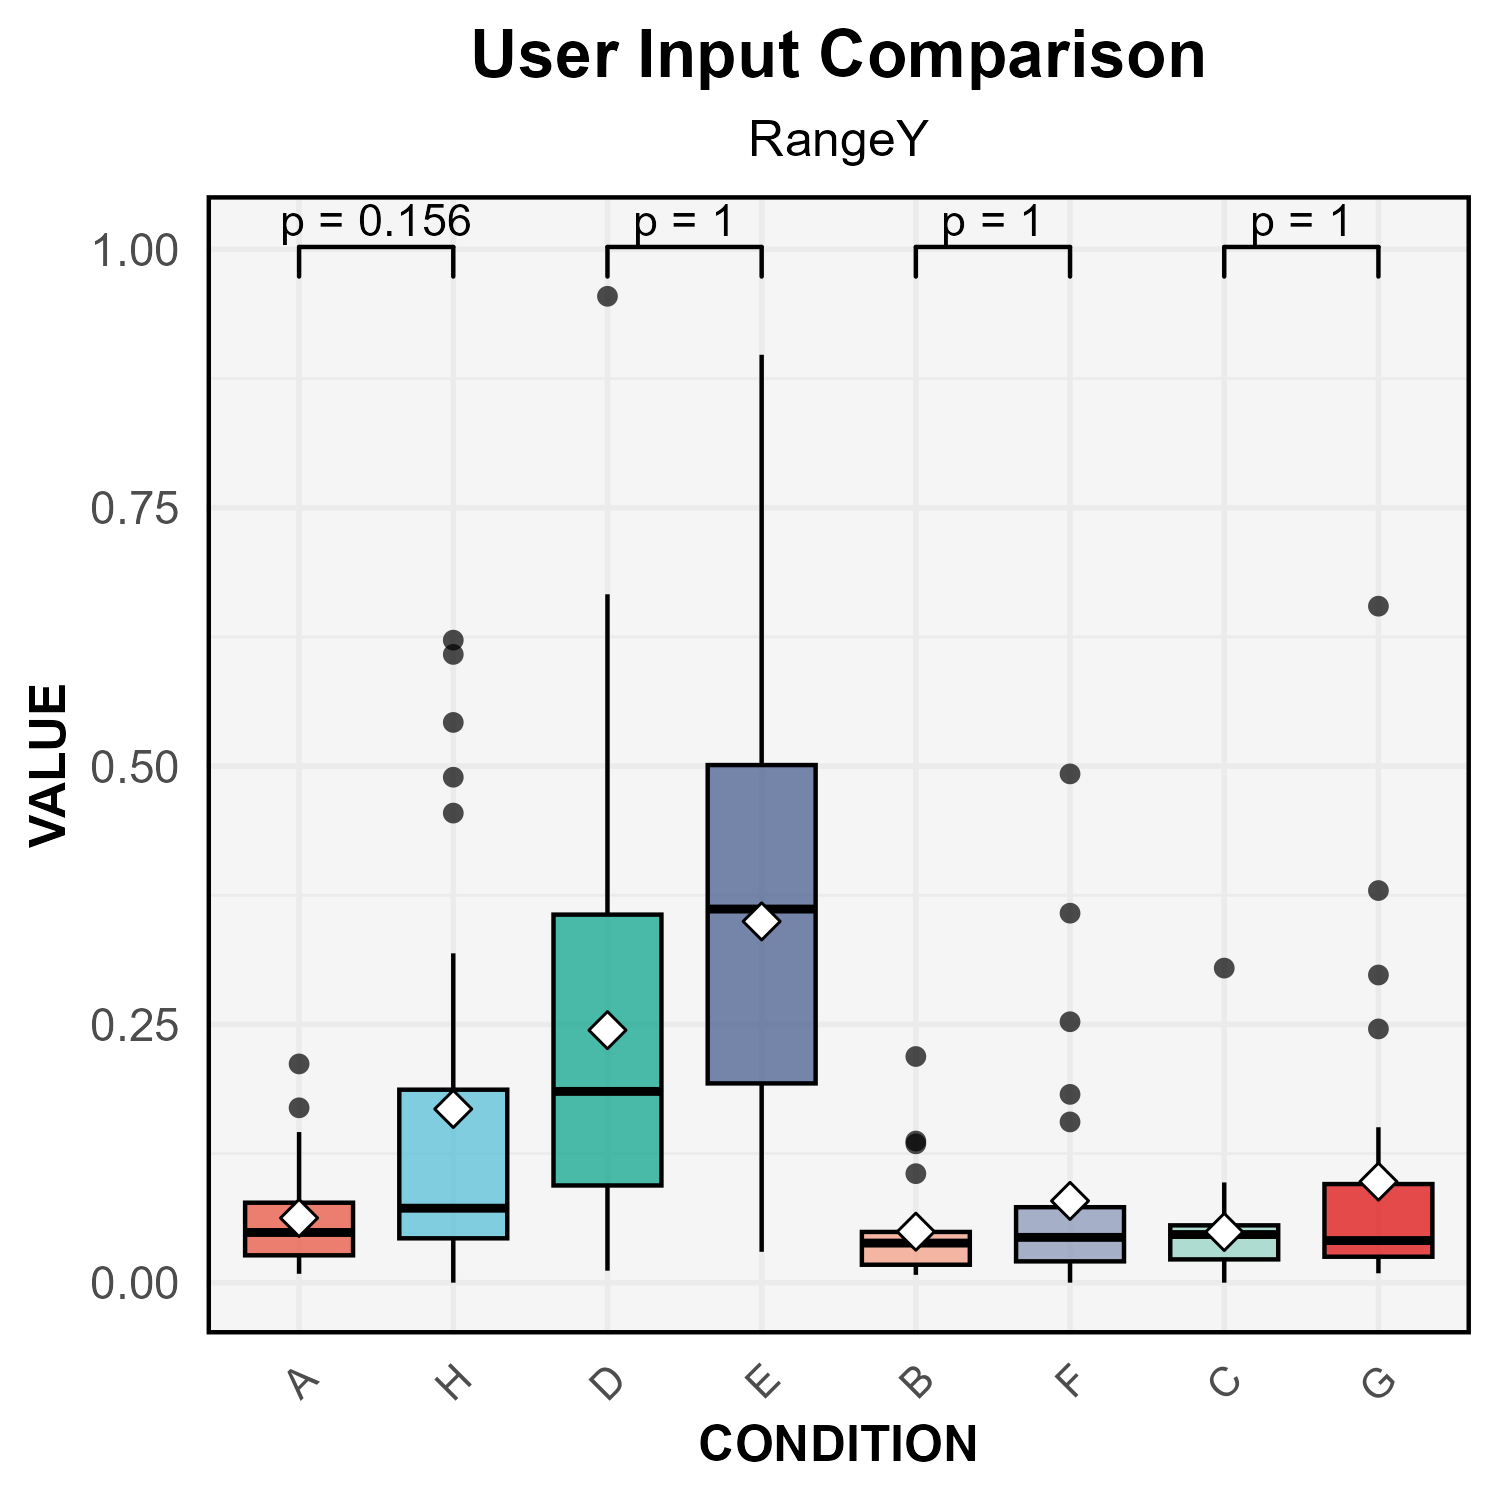 User Input Comparison
RangeY
p = 0.156
p = 1
p = 1
p = 1
1.00
0.75
0.50
0.25
0.00
VALUE
A
H
D
E
B
F
C
G
CONDITION